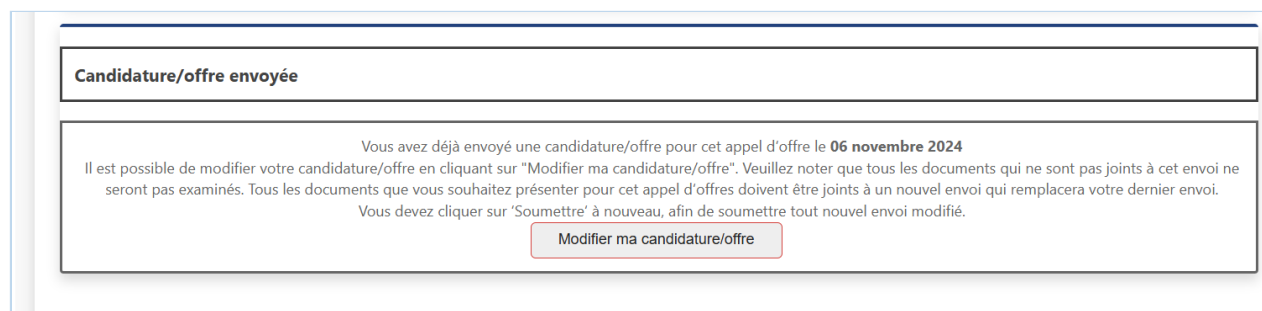 Candidature/offre envoyée
Vous avez déjà envoyé une candidature/offre pour cet appel d’offre le 06 novembre 2024
Il est possible de modifier votre candidature/offre en cliquant sur "Modifier ma candidature/offre". Veuillez noter que tous les documents qui ne sont pas joints à cet envoi ne
seront pas examinés. Tous les documents que vous souhaitez présenter pour cet appel d’offres doivent être joints à un nouvel envoi qui remplacera votre dernier envoi.
Vous devez cliquer sur ‘Soumettre’ à nouveau, afin de soumettre tout nouvel envoi modifié.
Modifier ma candidature/offre